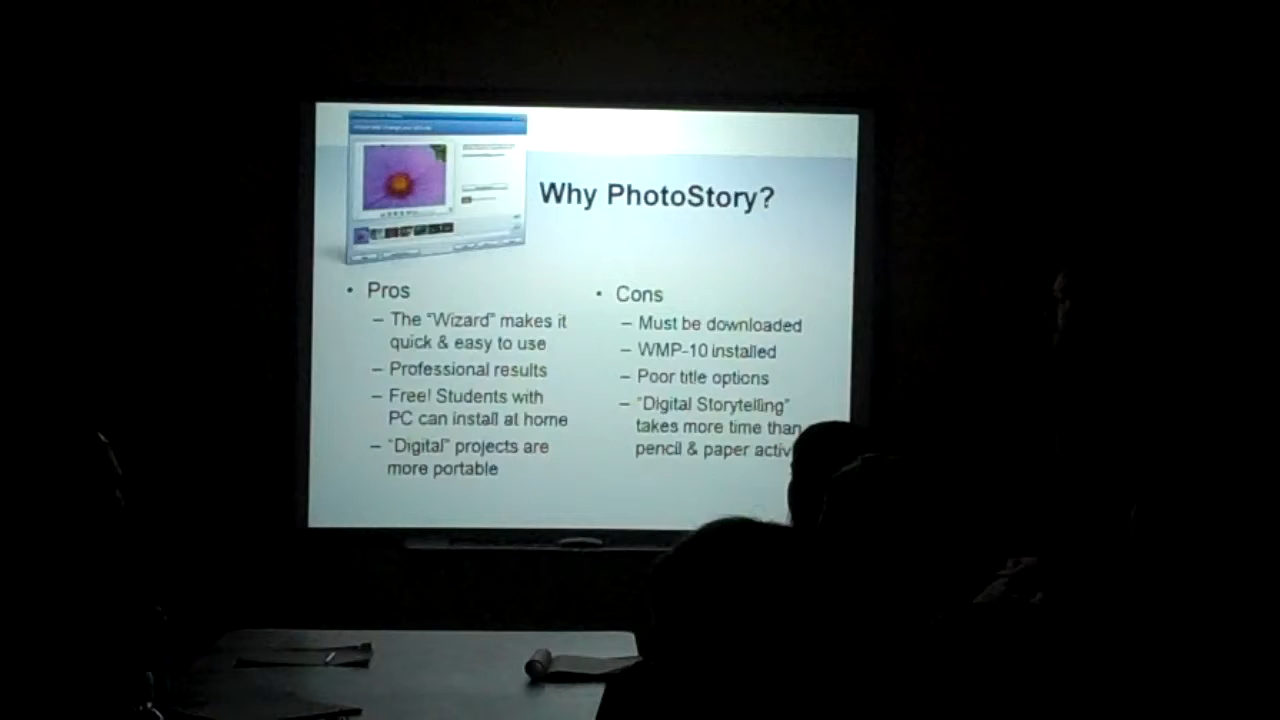 Why PhotoStory?
• Pros
– The "Wizard" makes it
quick & easy to use
– Professional results
– Free! Students with
PC can install at home
– "Digital" projects are
more portable
• Cons
– Must be downloaded
– WMP-10 installed
– Poor title options
– "Digital Storytelling"
takes more time than
pencil & paper activ